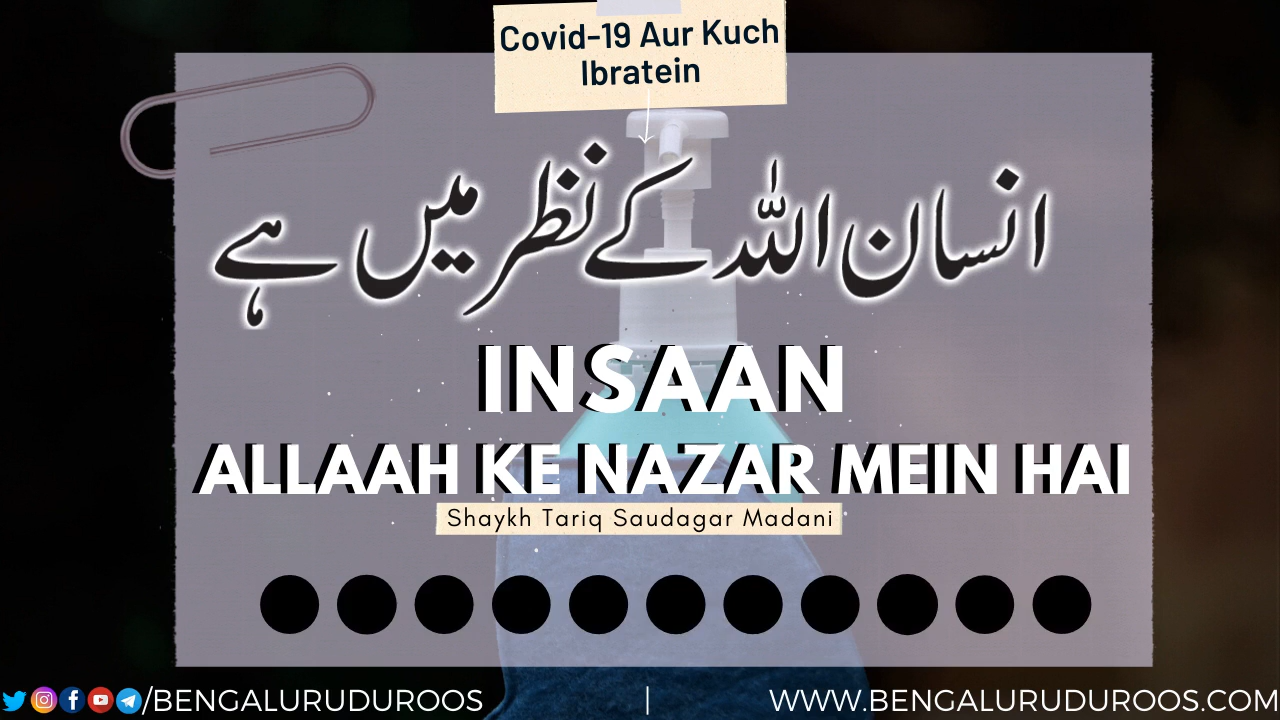 Covid-19 Aur Kuch
Ibratein
انسان اللہ کے نظر میں ہے
INSAAN
ALLAAH KE NAZAR MEIN HAI
Shaykh Tariq Saudagar Madani
/BENGALURUDUROOS | WWW.BENGALURUDUROOS.COM